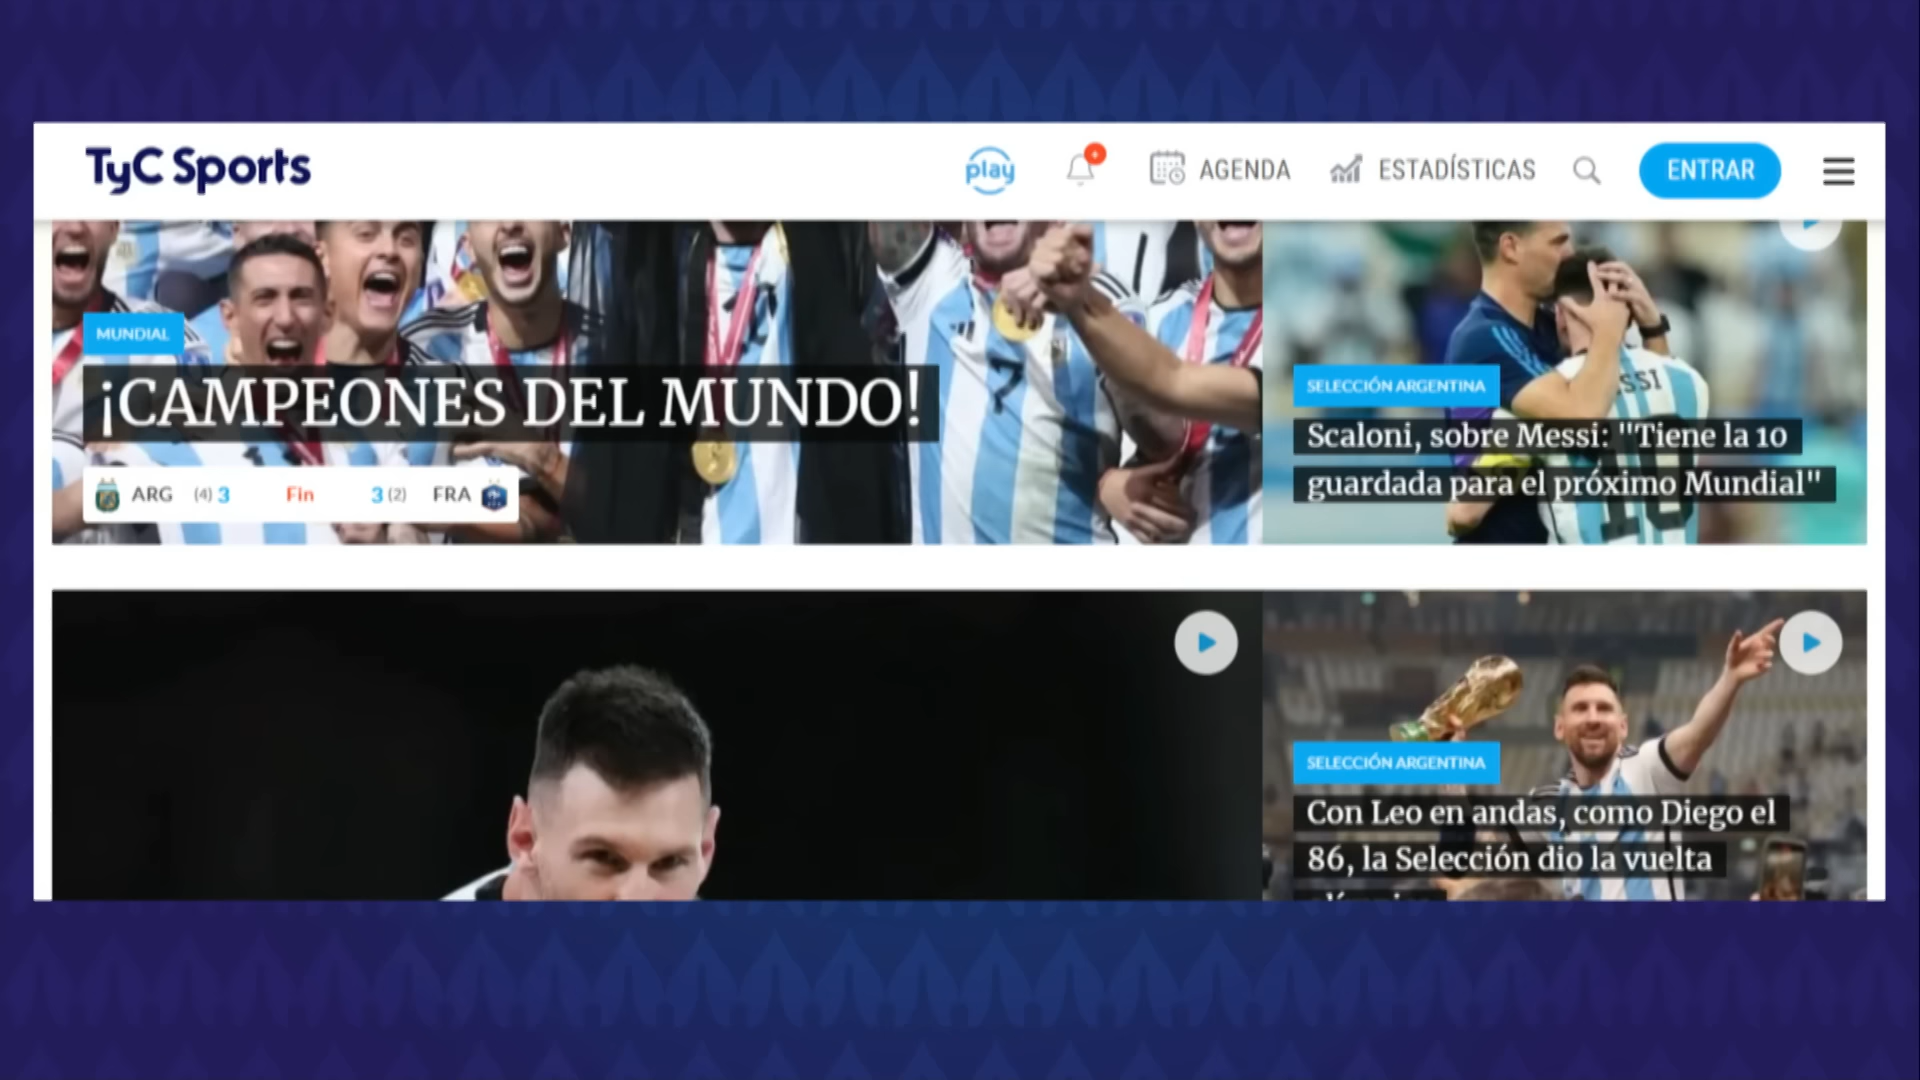 TyC Sports
play
AGENDA
ESTADÍSTICAS
ENTRAR
MUNDIAL
¡CAMPEONES DEL MUNDO!
ARG (4) 3 Fin 3 (2) FRA
7
SELECCIÓN ARGENTINA
Scaloni, sobre Messi: "Tiene la 10
guardada para el próximo Mundial"
10
SELECCIÓN ARGENTINA
Con Leo en andas, como Diego el
86, la Selección dio la vuelta